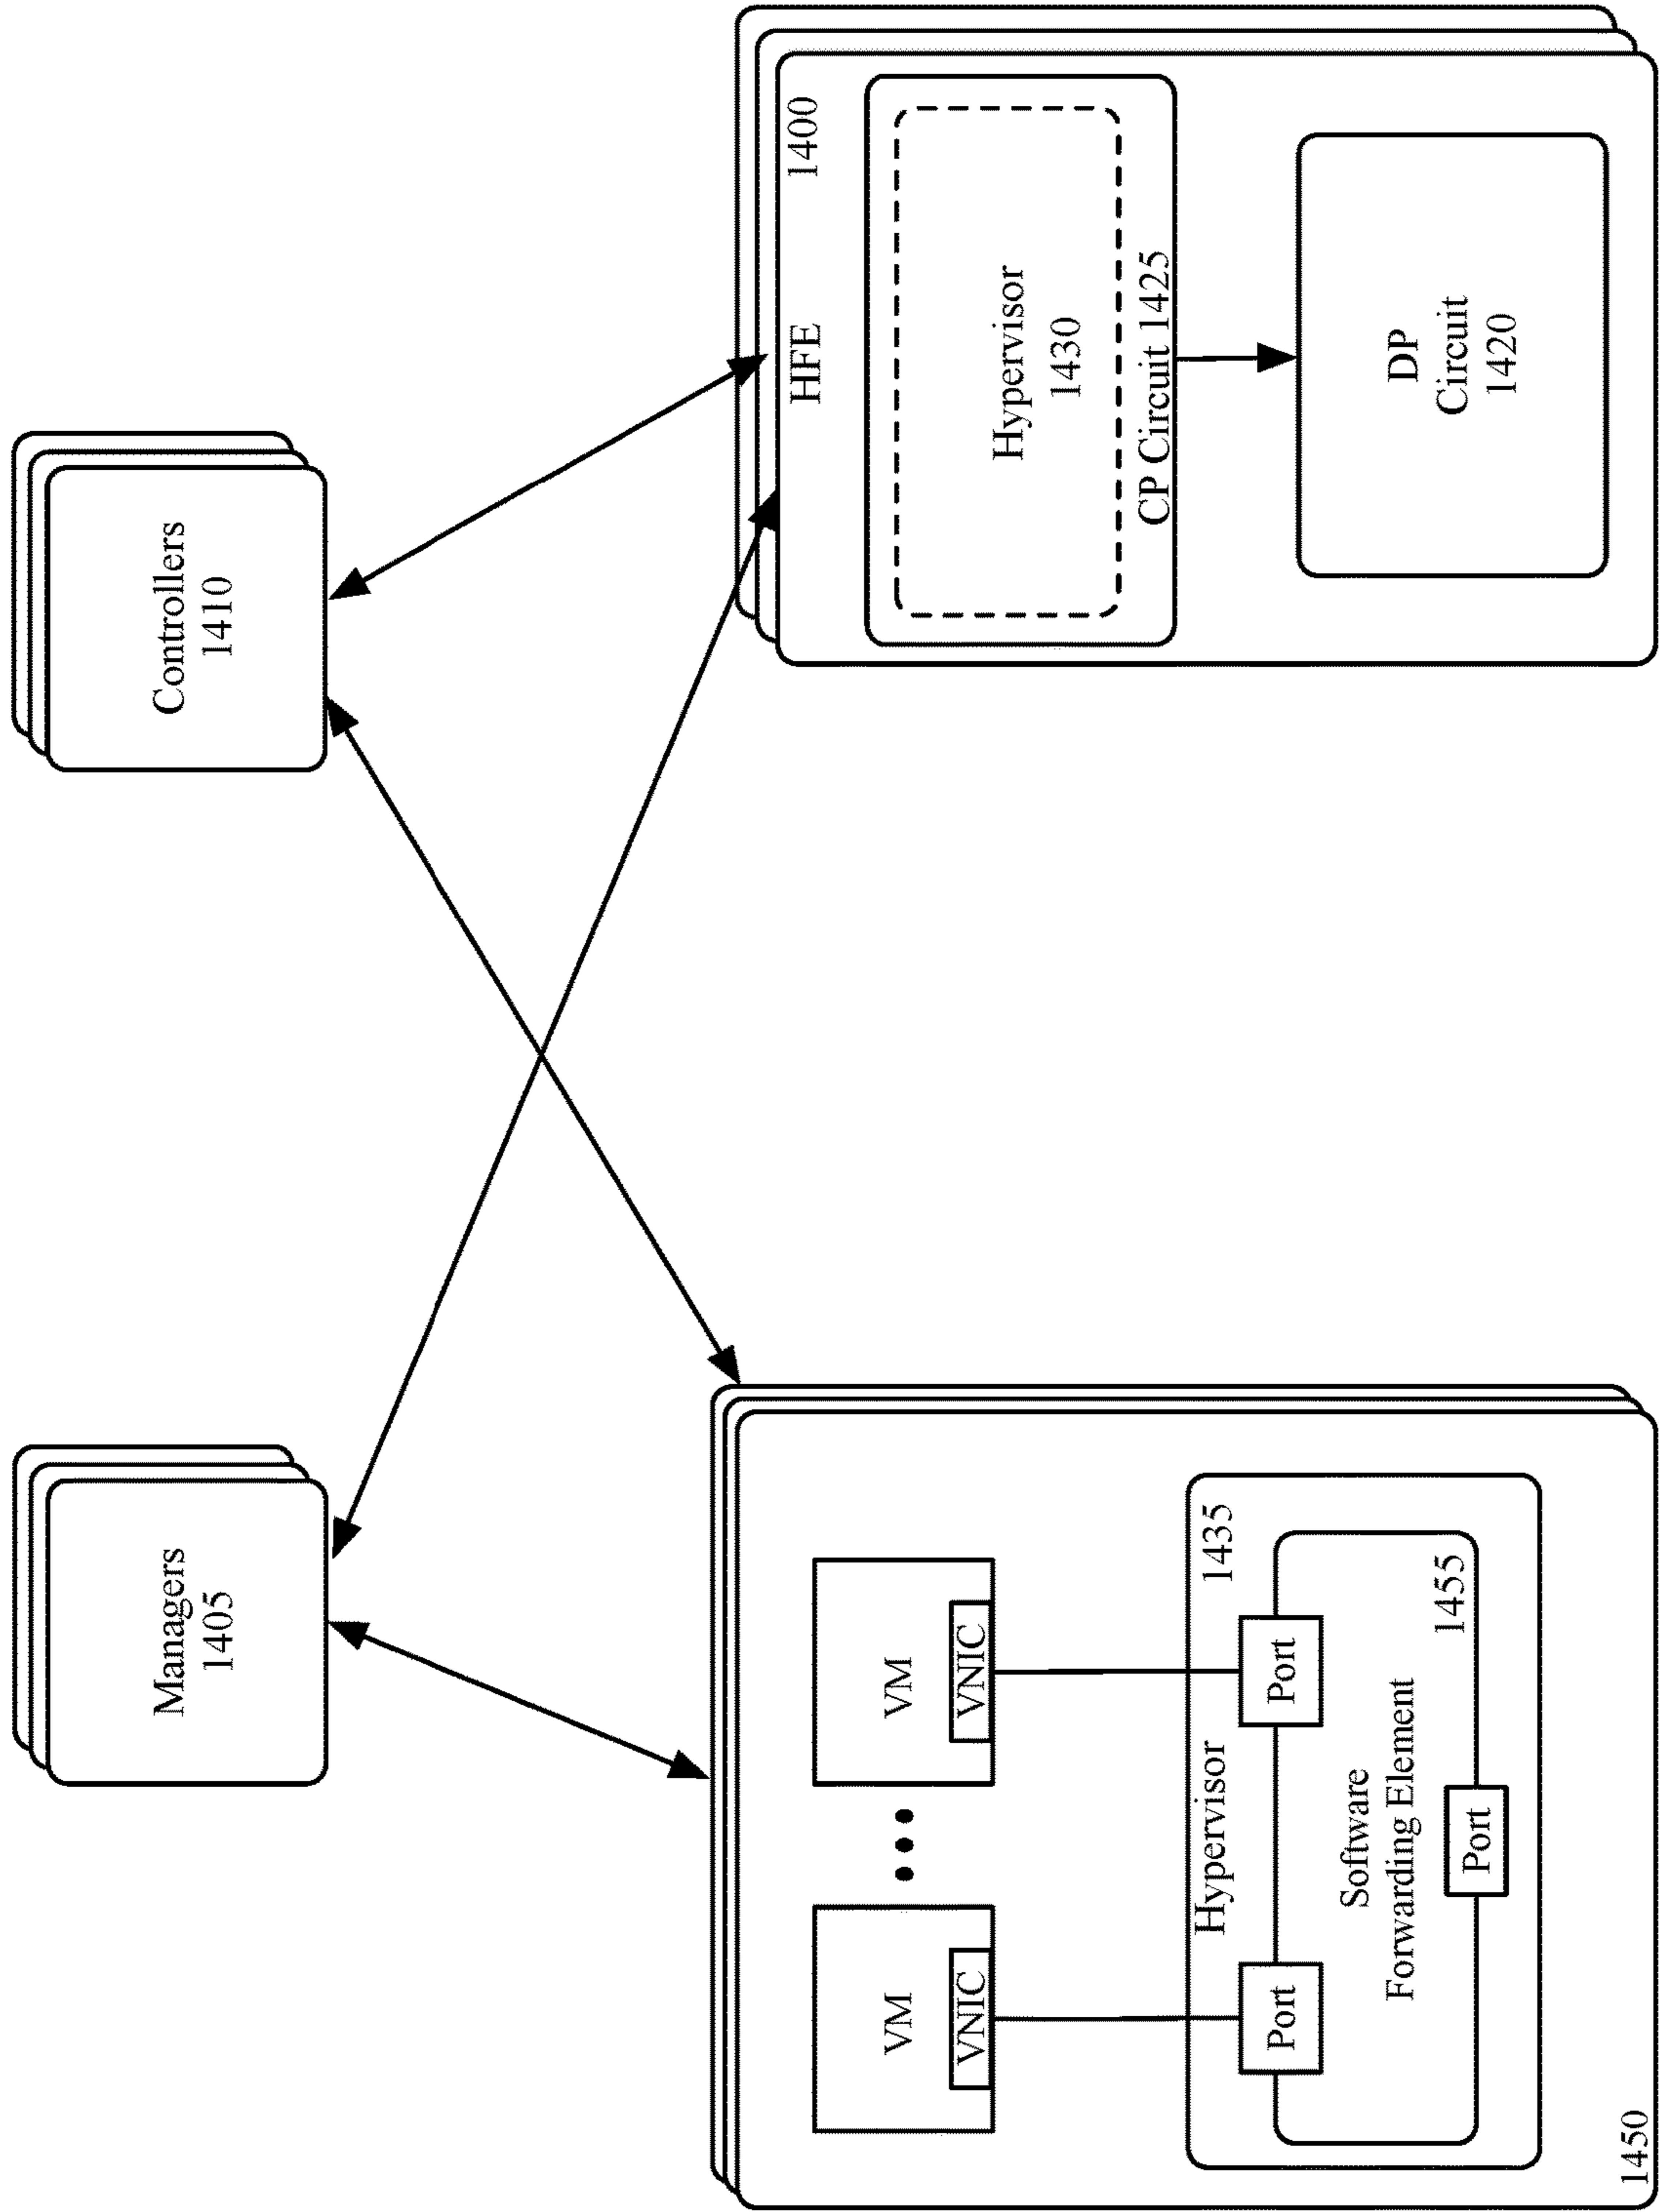 Managers
1405
Controllers
1410
VM
VNIC
VM
VNIC
Hypervisor
1435
Port
Port
Software
Forwarding Element
1455
Port
1450
HFE
1400
Hypervisor
1430
CP Circuit 1425
DP
Circuit
1420